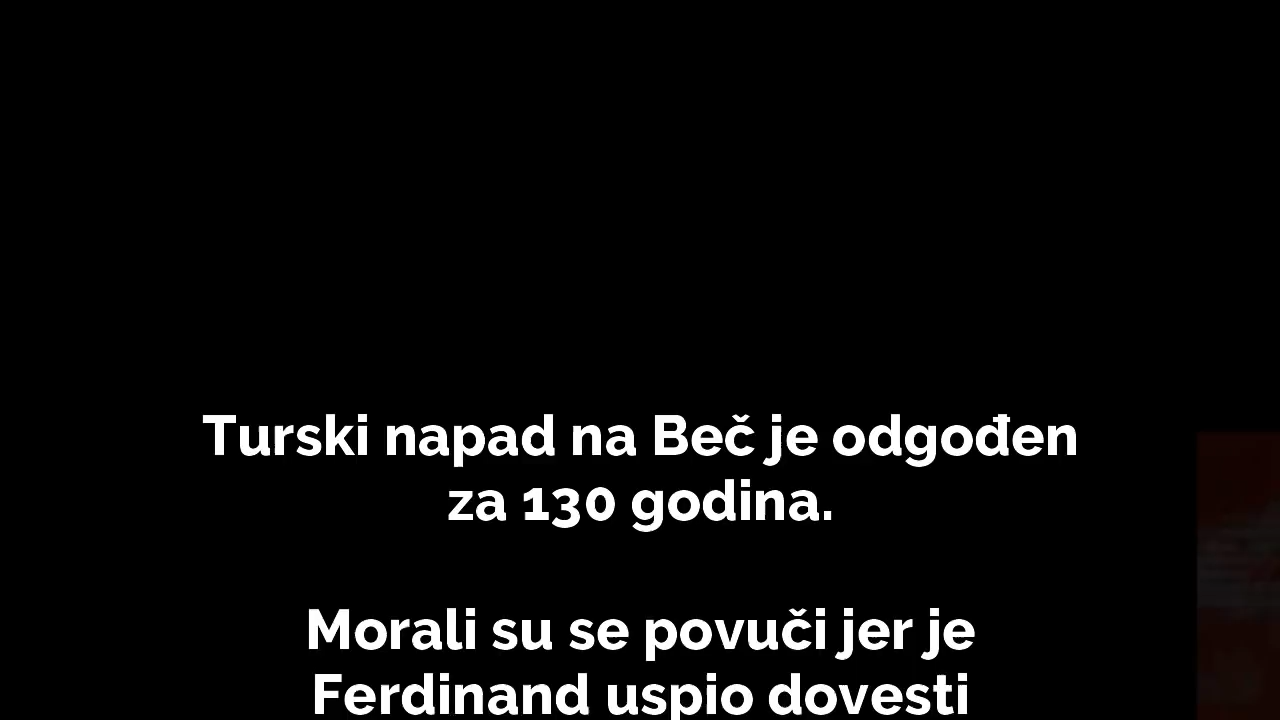 Turski napad na Beč je odgođen
za 130 godina.
Morali su se povuči jer je
Ferdinand uspio dovesti